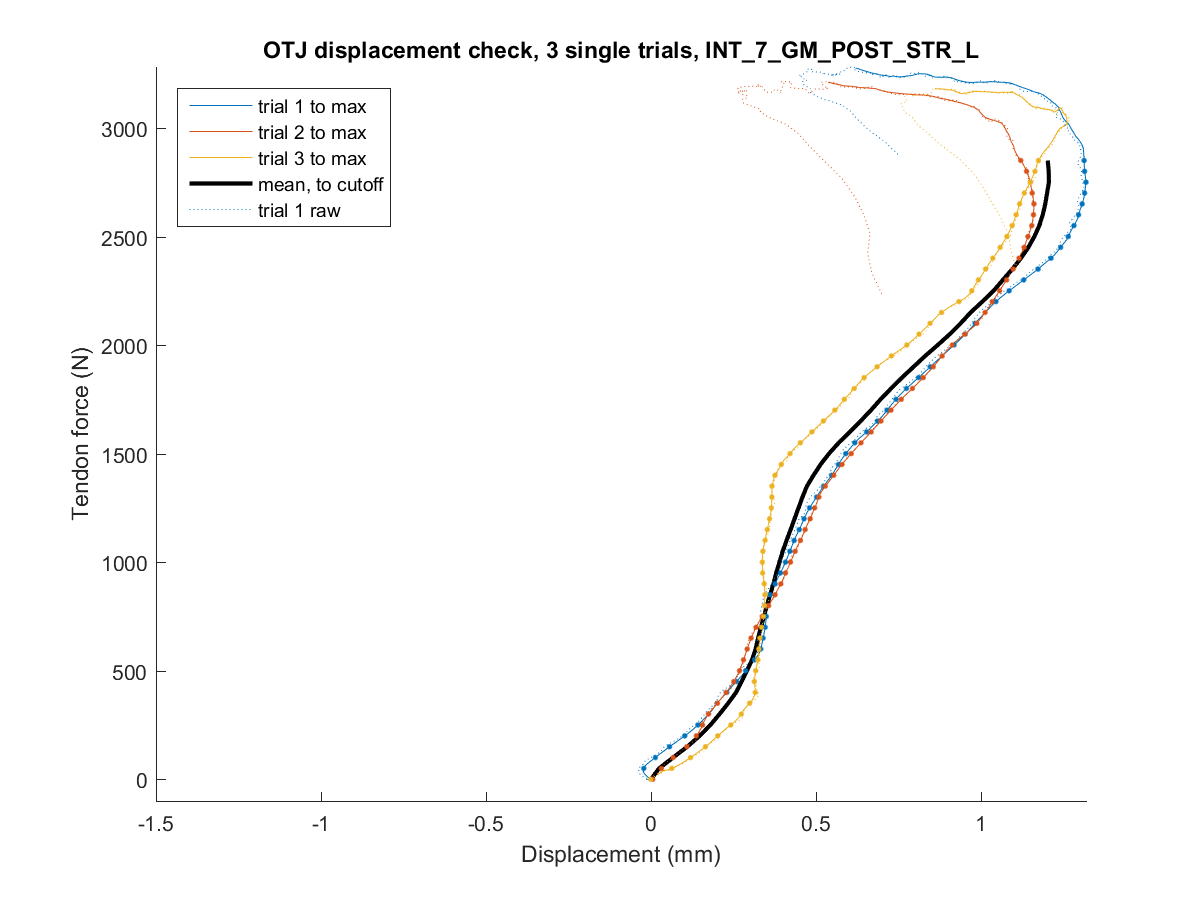 OTJ displacement check, 3 single trials, INT_7_GM_POST_STR_L
trial 1 to max
trial 2 to max
trial 3 to max
mean, to cutoff
trial 1 raw
3000
2500
2000
1500
1000
500
0
Tendon force (N)
-1.5
-1
-0.5
0
0.5
1
Displacement (mm)